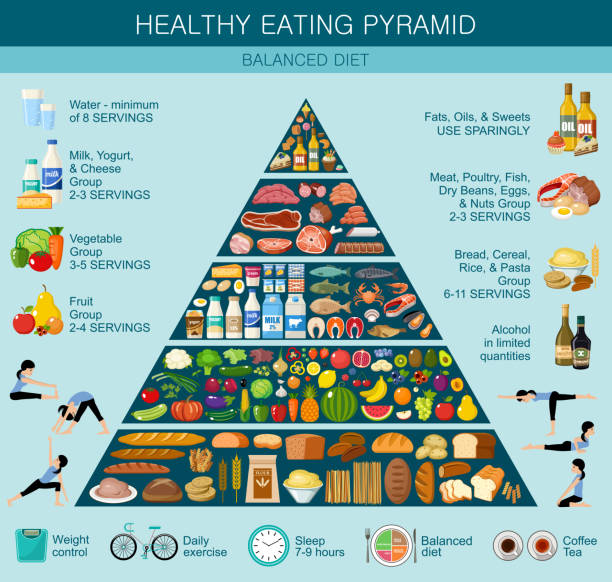 HEALTHY EATING PYRAMID
BALANCED DIET
Water - minimum
of 8 SERVINGS
Milk, Yogurt,
& Cheese
Group
2-3 SERVINGS
Vegetable
Group
3-5 SERVINGS
Fruit
Group
2-4 SERVINGS
Fats, Oils, & Sweets
USE SPARINGLY
Meat, Poultry, Fish,
Dry Beans, Eggs,
& Nuts Group
2-3 SERVINGS
Bread, Cereal,
Rice, & Pasta
Group
6-11 SERVINGS
Alcohol
in limited
quantities
milk
OIL
OIL
OIL
OIL
milk
MILK
FLOUR
Weight
control
Daily
exercise
Sleep
7-9 hours
Balanced
diet
Coffee
Tea